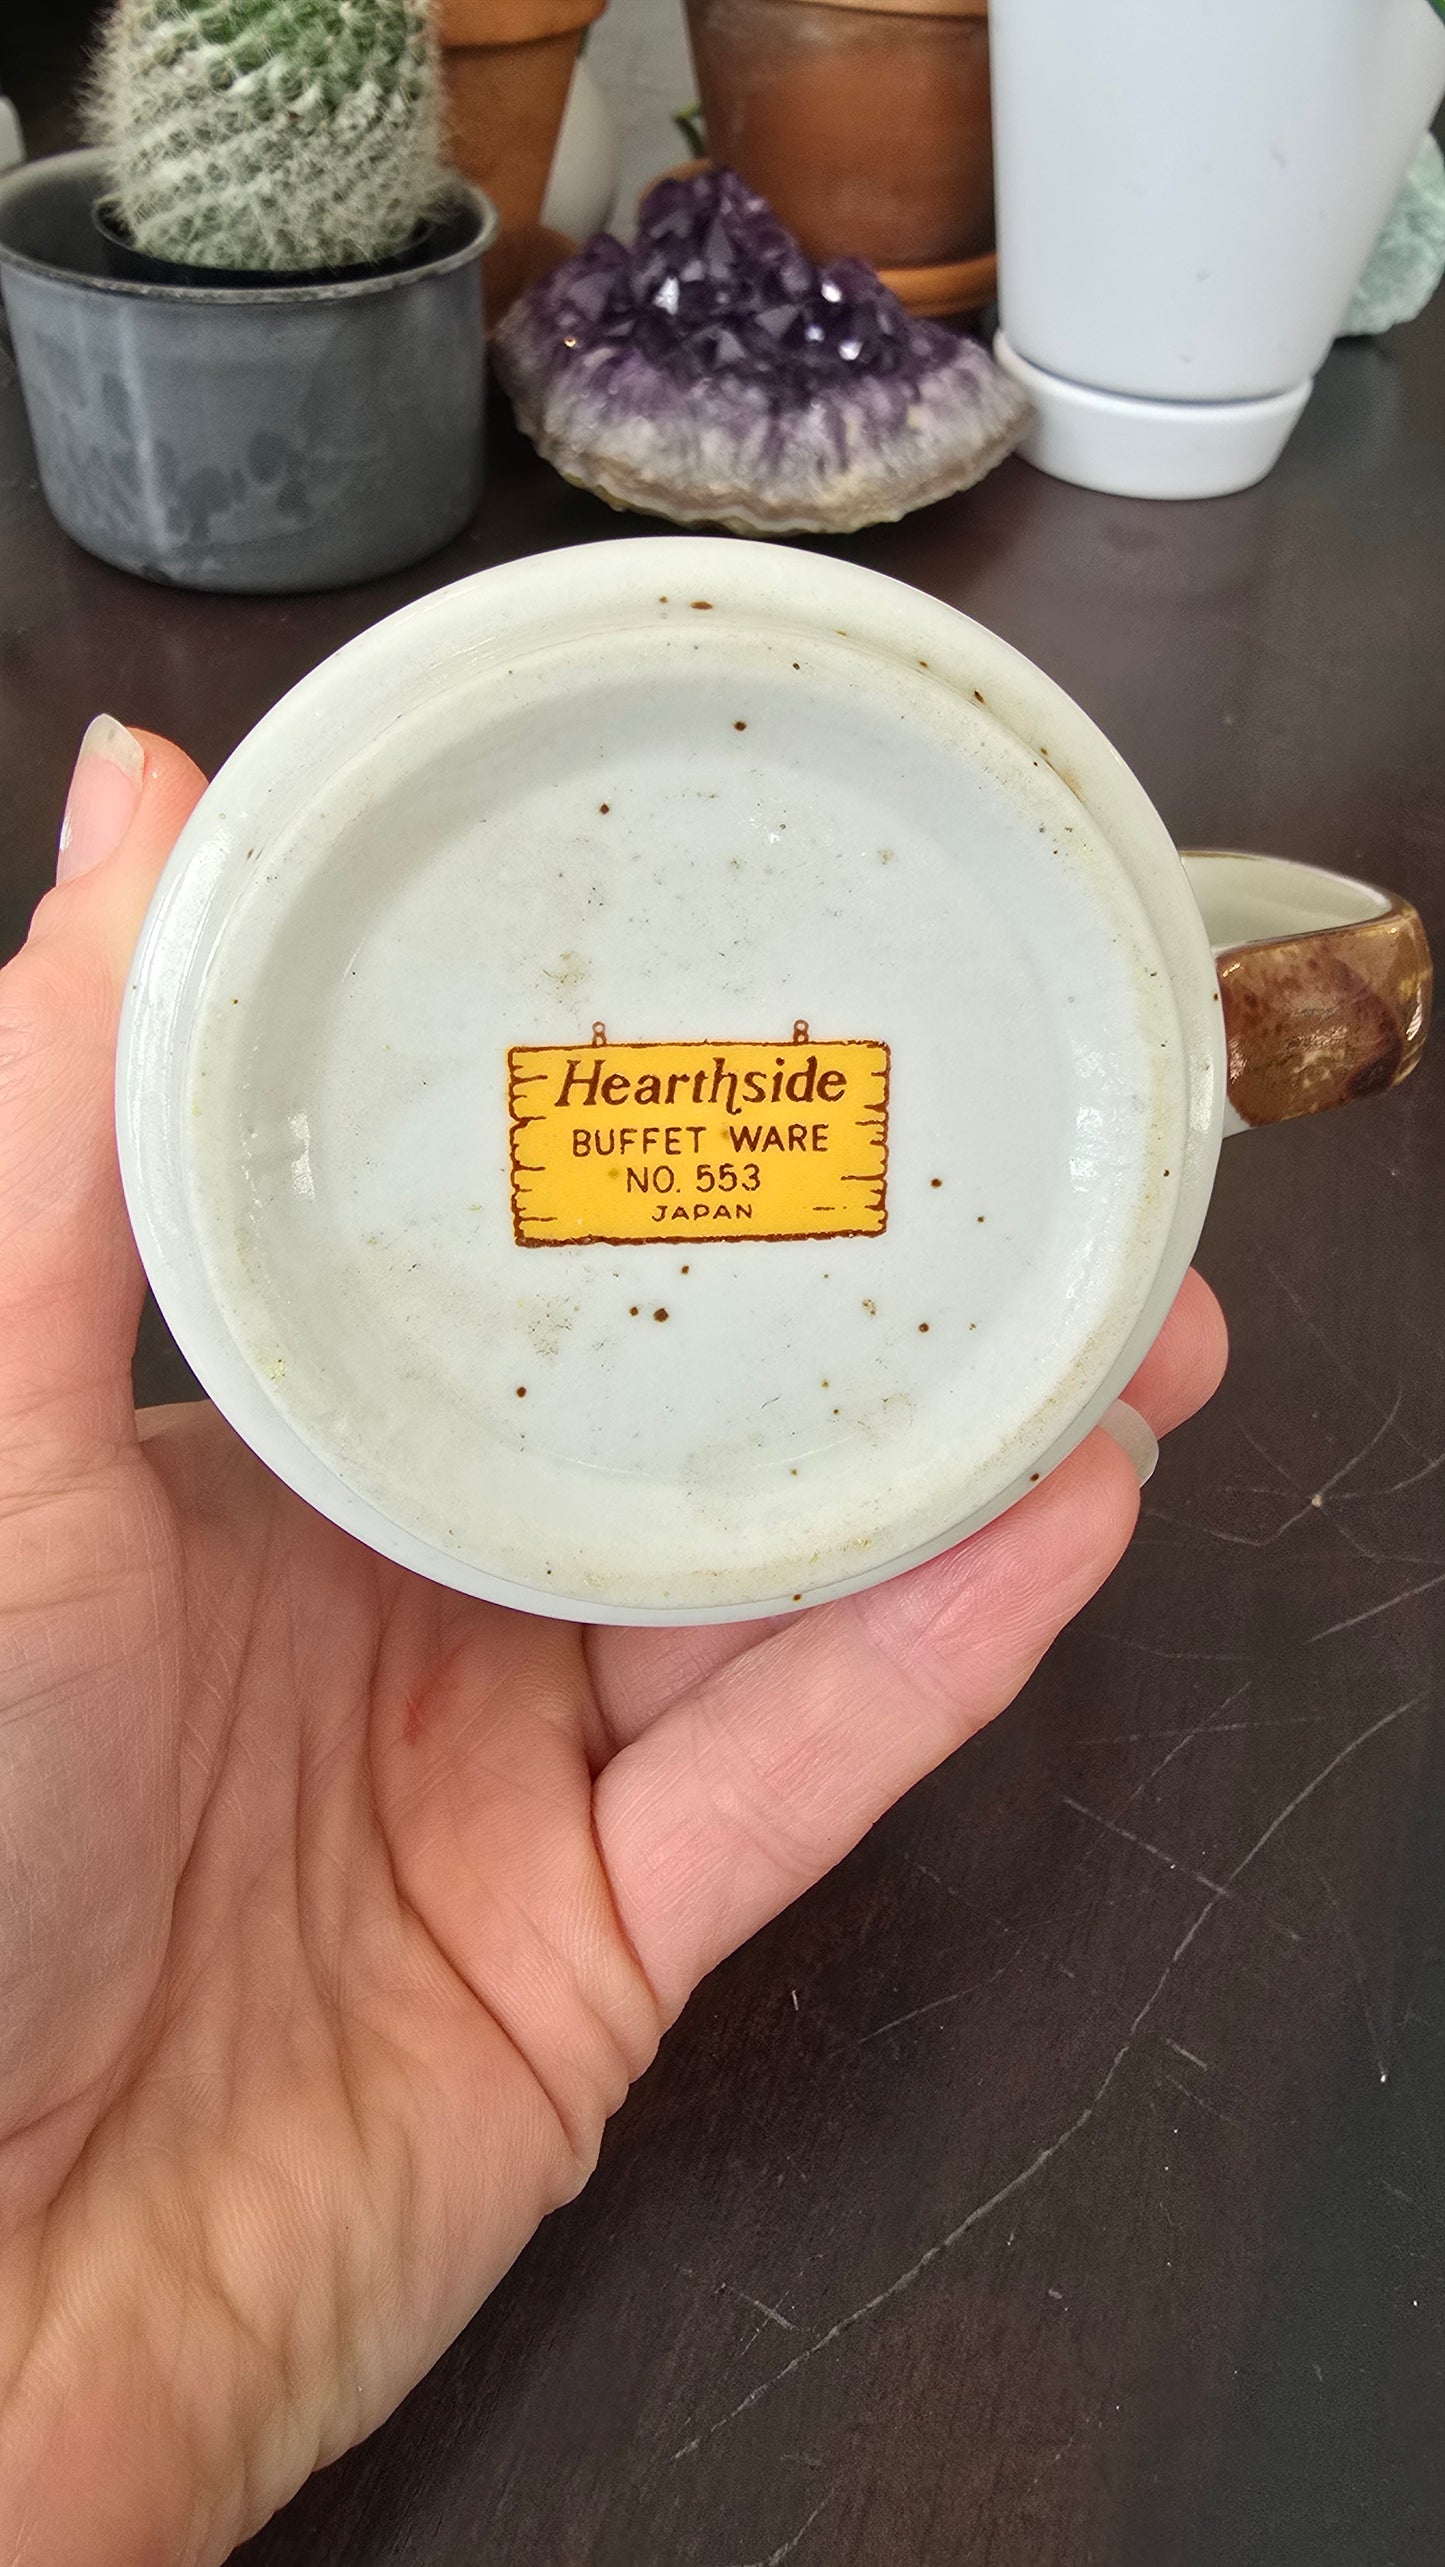 Hearthside
BUFFET WARE
NO. 553
JAPAN